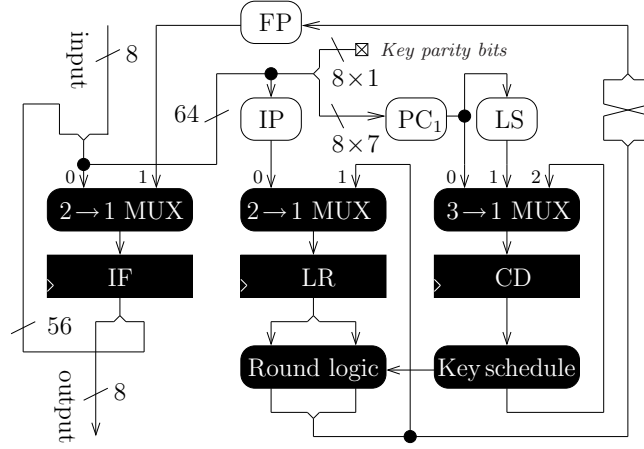 FP
input
8
Key parity bits
8×1
64
IP
8×7
PC1
LS
0
1
0
1
0
1
2
2→1 MUX
2→1 MUX
3→1 MUX
IF
LR
CD
56
Round logic
Key schedule
output
8